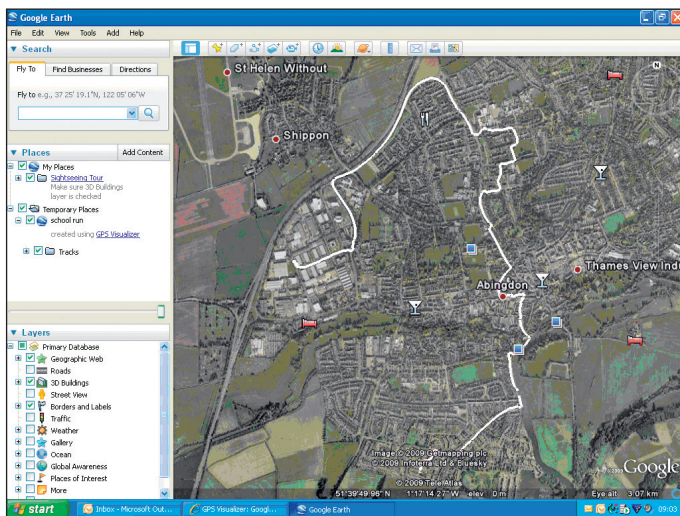 Google Earth
File Edit View Tools Add Help
Search
Fly To Find Businesses Directions
Fly to e.g., 37 25' 19.1"N, 122 05' 06"W
Places Add Content
My Places
Sightseeing Tour
Make sure 3D Buildings
layer is checked
Temporary Places
school run
created using GPS Visualizer
Tracks
Layers
Primary Database
Geographic Web
Roads
3D Buildings
Street View
Borders and Labels
Traffic
Weather
Gallery
Ocean
Global Awareness
Places of Interest
More
St Helen Without
N
Shippon
Thames View Indu
Abingdon
Image © 2009 Getmapping plc
© 2009 Infoterra Ltd & Bluesky
© 2009 Tele Atlas
© 2009 Google
51°39'49.96" N 1°17'14.27" W elev 0 m
Eye alt 3.07 km
start
Inbox - Microsoft Out...
GPS Visualizer: Googl...
Google Earth
09:03